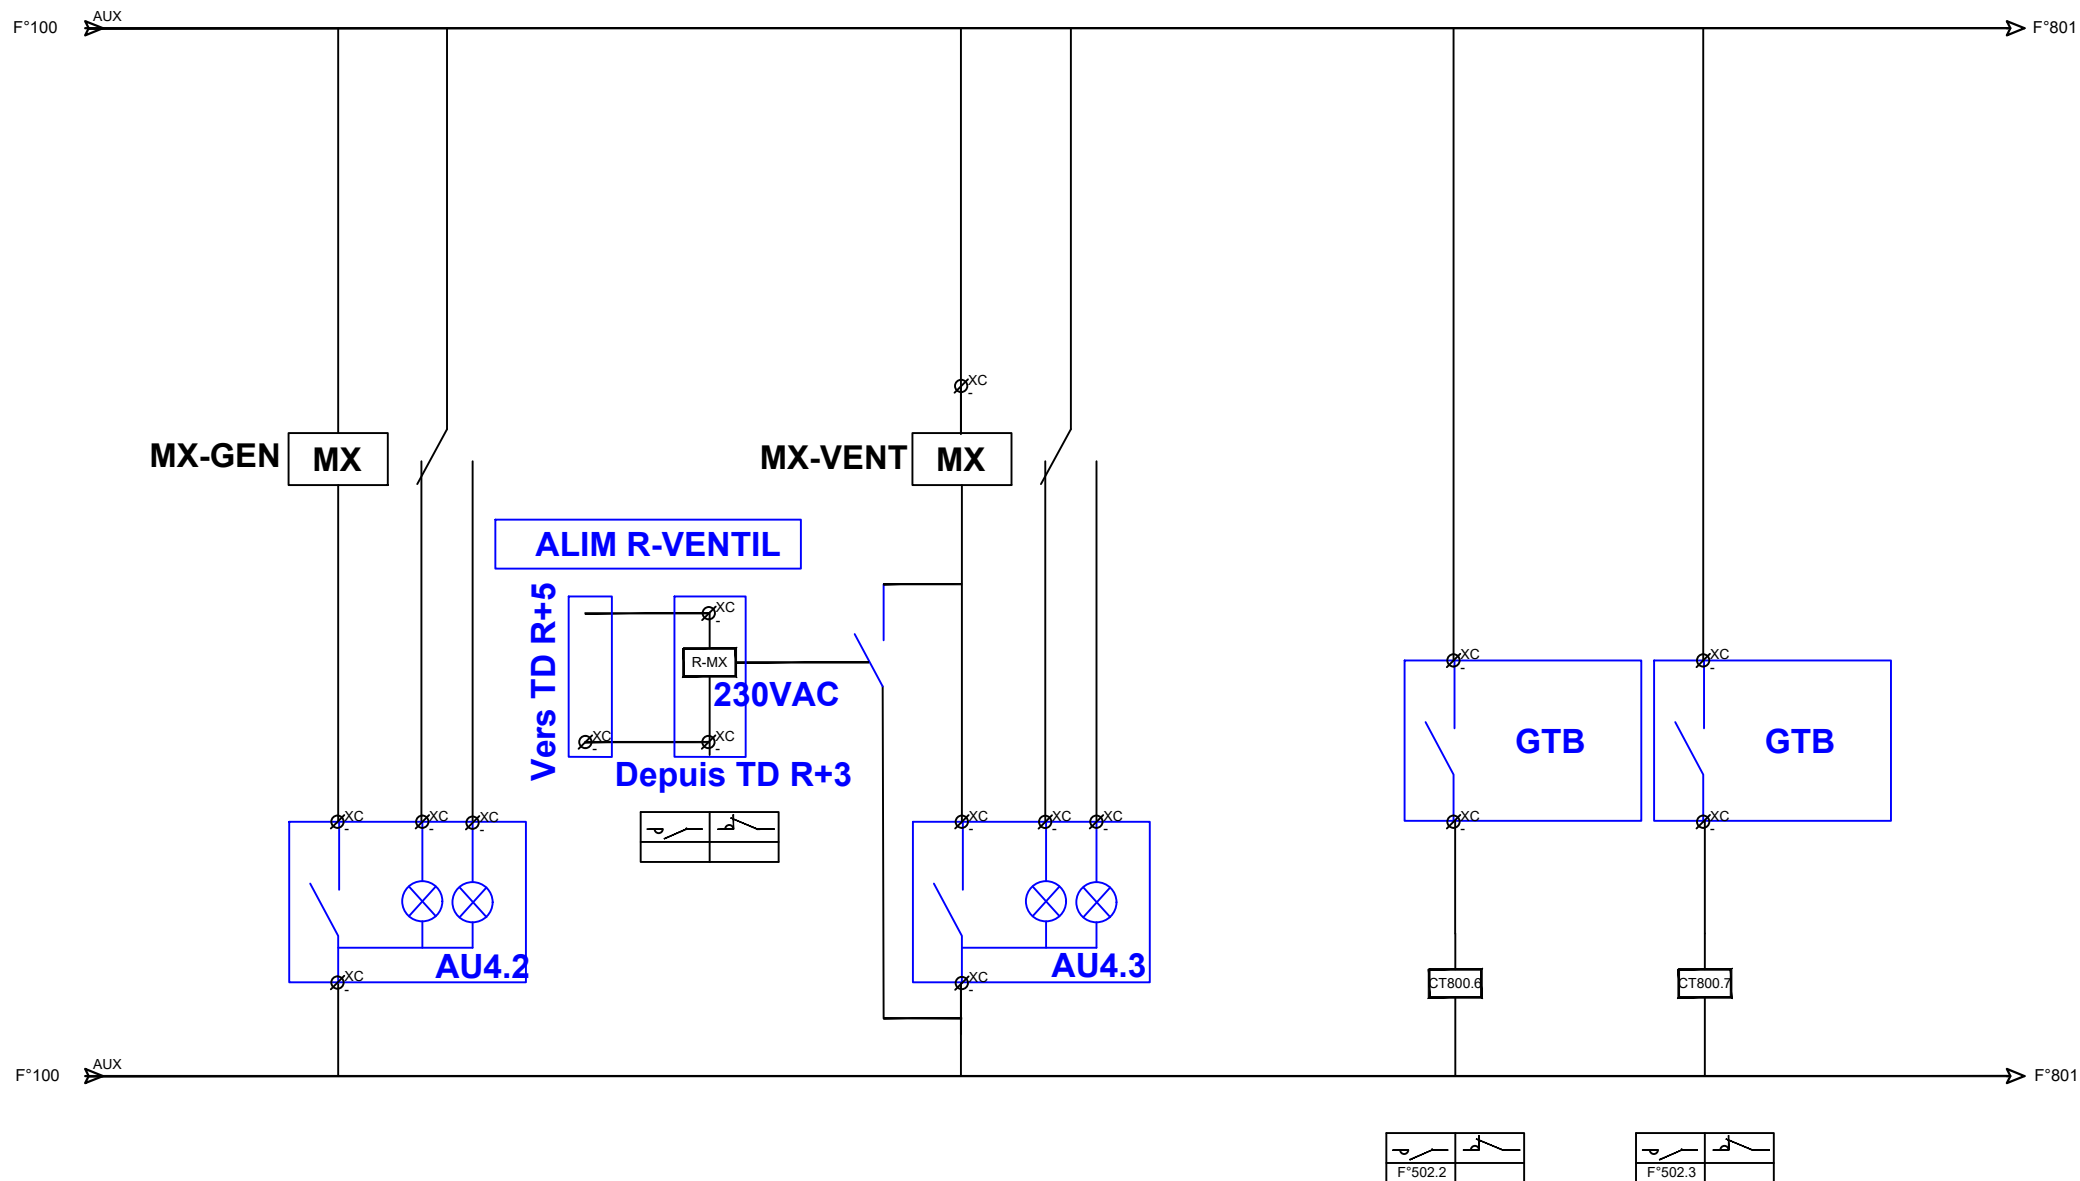 AUX
F°100
F°801
XC
-
MX-GEN
MX
MX-VENT
MX
ALIM R-VENTIL
Vers TD R+5
XC
-
R-MX
230VAC
XC
-
XC
-
Depuis TD R+3
XC
-
XC
-
GTB
GTB
XC
-
XC
-
XC
-
XC
-
XC
-
XC
-
XC
-
XC
-
AU4.2
AU4.3
XC
-
XC
-
CT800.6
CT800.7
AUX
F°100
F°801
F°502.2
F°502.3